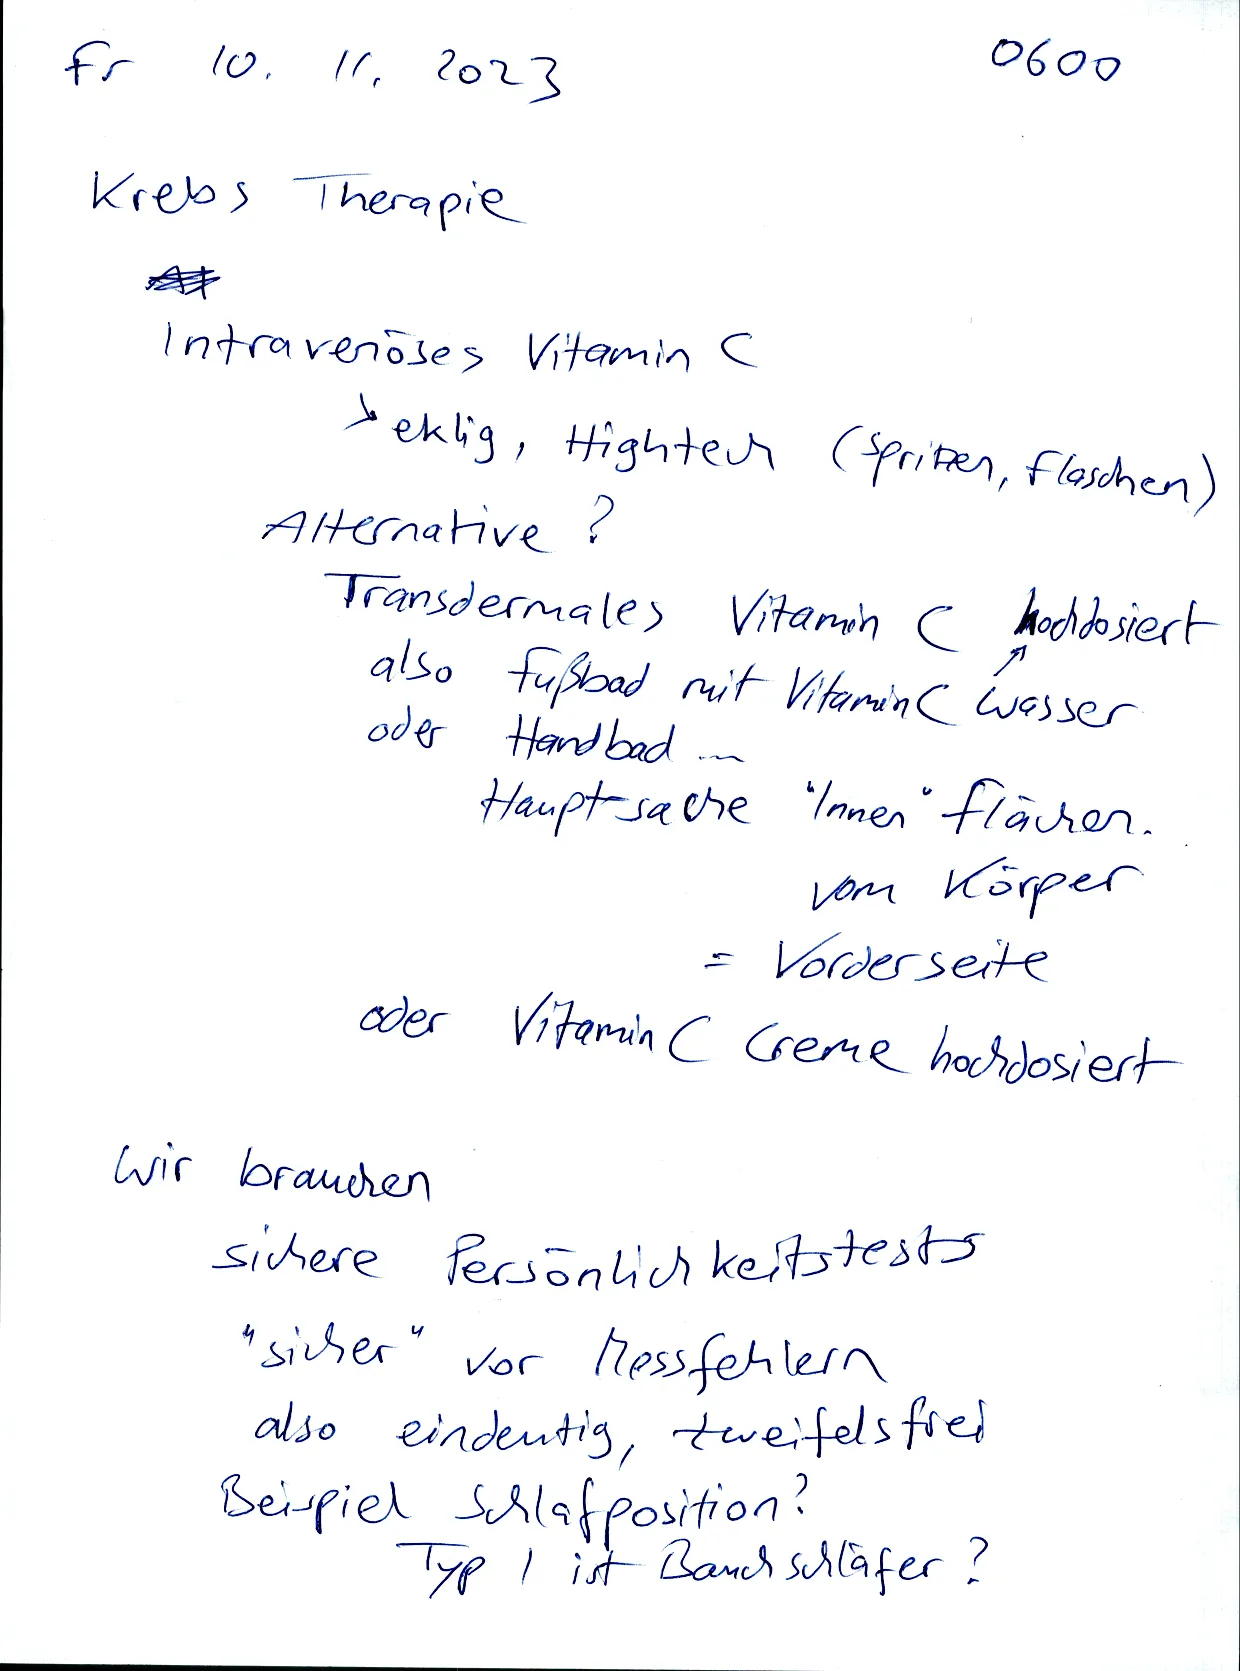 Fr 10. 11. 2023 0600
Krebs Therapie
Intravenöses Vitamin C
↘ eklig, Hightech (Spritzen, Flaschen)
Alternative ?
Transdermales Vitamin C hochdosiert
also Fußbad mit Vitamin C Wasser
oder Handbad ...
Hauptsache "Innen" flächen.
vom Körper
= Vorderseite
oder Vitamin C Creme hochdosiert
Wir brauchen
sichere Persönlichkeitstests
"sicher" vor Messfehlern
also eindeutig, zweifelsfrei
Beispiel Schlafposition?
Typ 1 ist Bauchschläfer ?